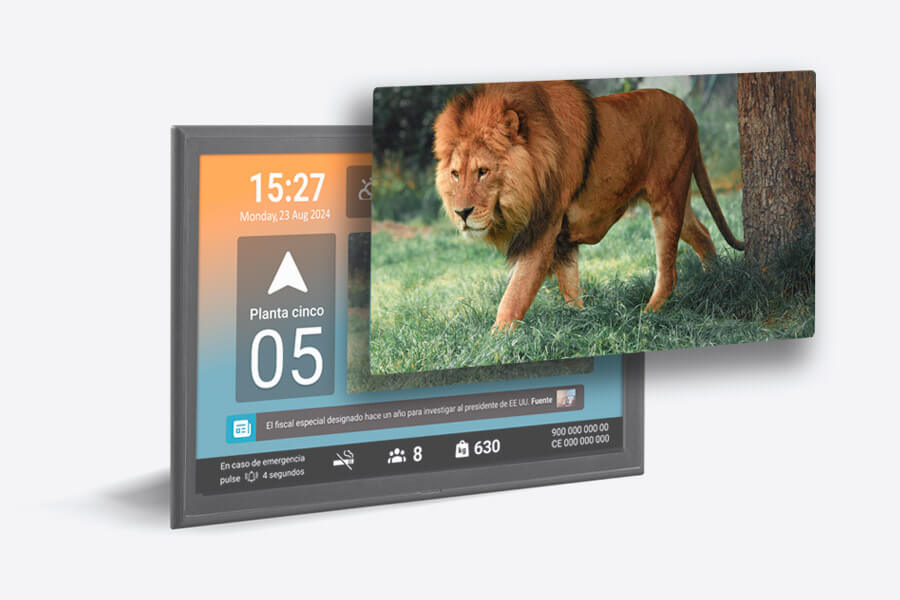 15:27
Monday, 23 Aug 2024
Planta cinco
05
El fiscal especial designado hace un año para investigar al presidente de EE UU. Fuente
En caso de emergencia
pulse 4 segundos
8
630
900 000 000 00
CE 000 000 000